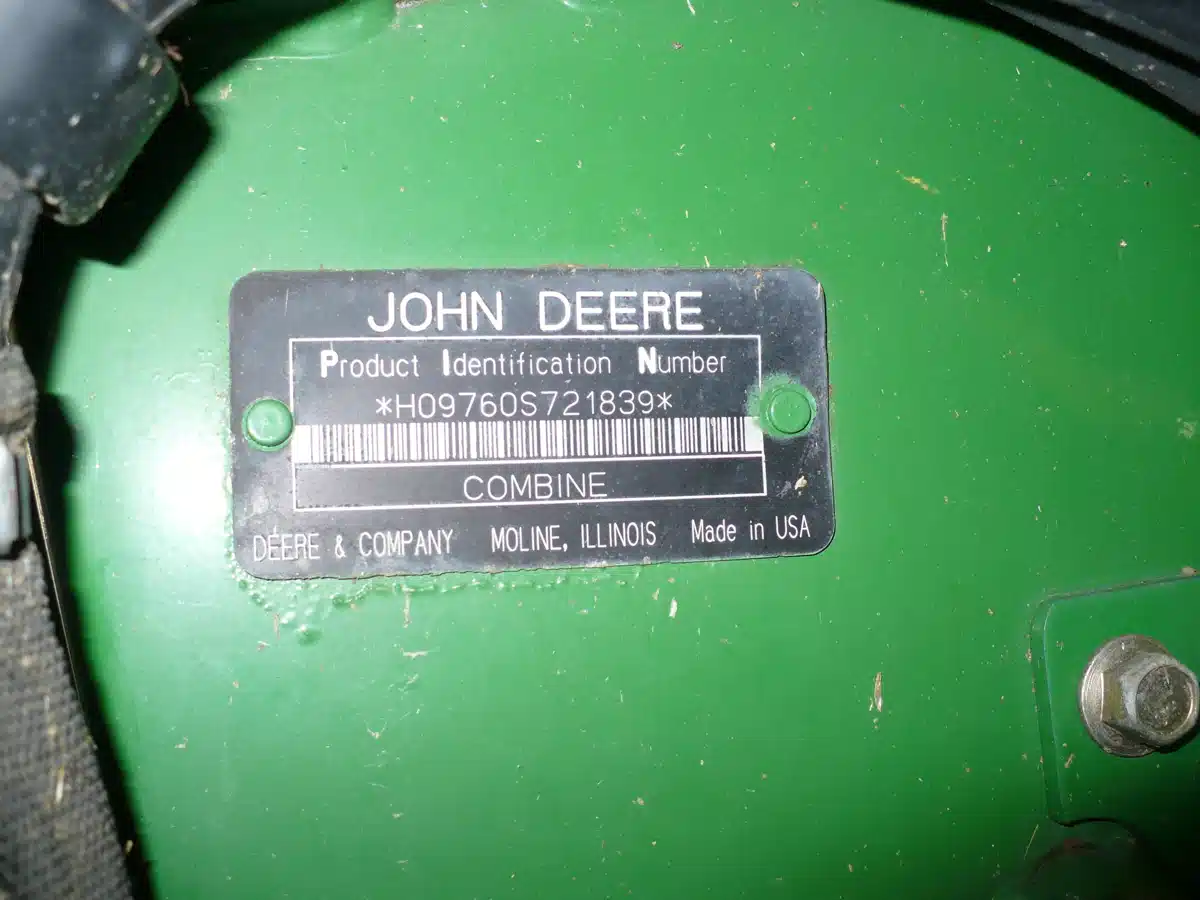 JOHN DEERE
Product Identification Number
*H09760S721839*
COMBINE
DEERE & COMPANY MOLINE, ILLINOIS Made in USA